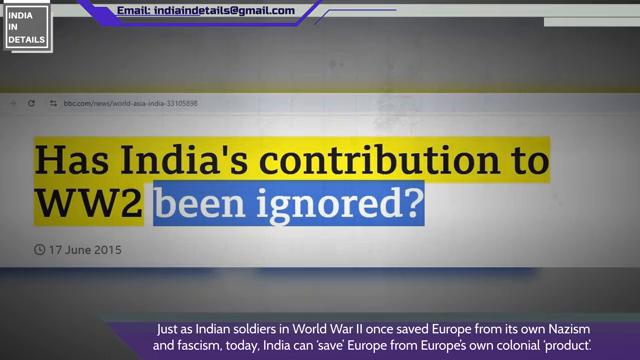 Email: indiaindetails@gmail.com
INDIA
IN
DETAILS
bbc.com/news/world-asia-india-33105898
Has India's contribution to
WW2 been ignored?
17 June 2015
Just as Indian soldiers in World War II once saved Europe from its own Nazism
and fascism, today, India can ‘save’ Europe from Europe’s own colonial ‘product’.